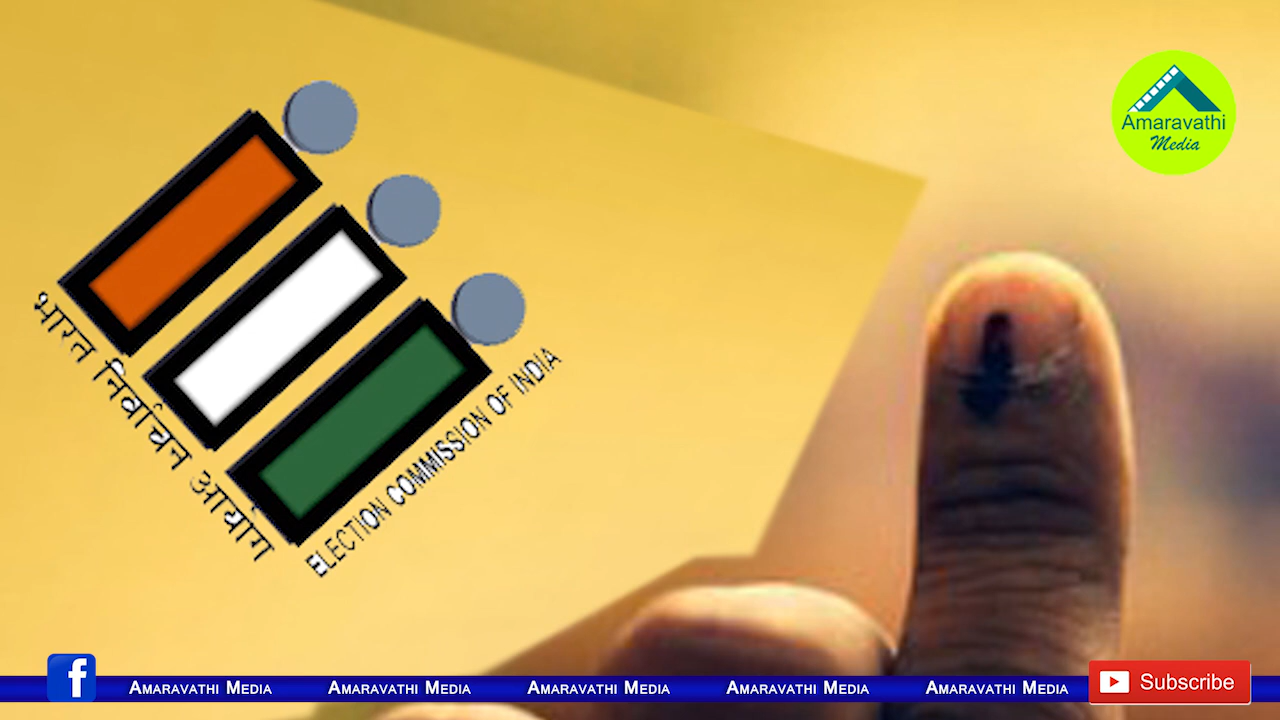 Amaravathi
Media
भारत निर्वाचन आयोग
ELECTION COMMISSION OF INDIA
f
AMARAVATHI MEDIA AMARAVATHI MEDIA AMARAVATHI MEDIA AMARAVATHI MEDIA AMARAVATHI MEDIA
Subscribe